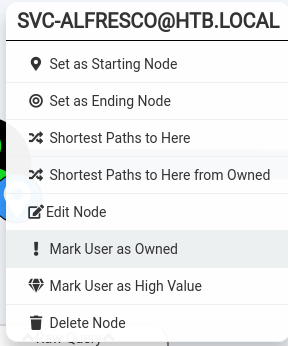 SVC-ALFRESCO@HTB.LOCAL
Set as Starting Node
Set as Ending Node
Shortest Paths to Here
Shortest Paths to Here from Owned
Edit Node
Mark User as Owned
Mark User as High Value
Delete Node